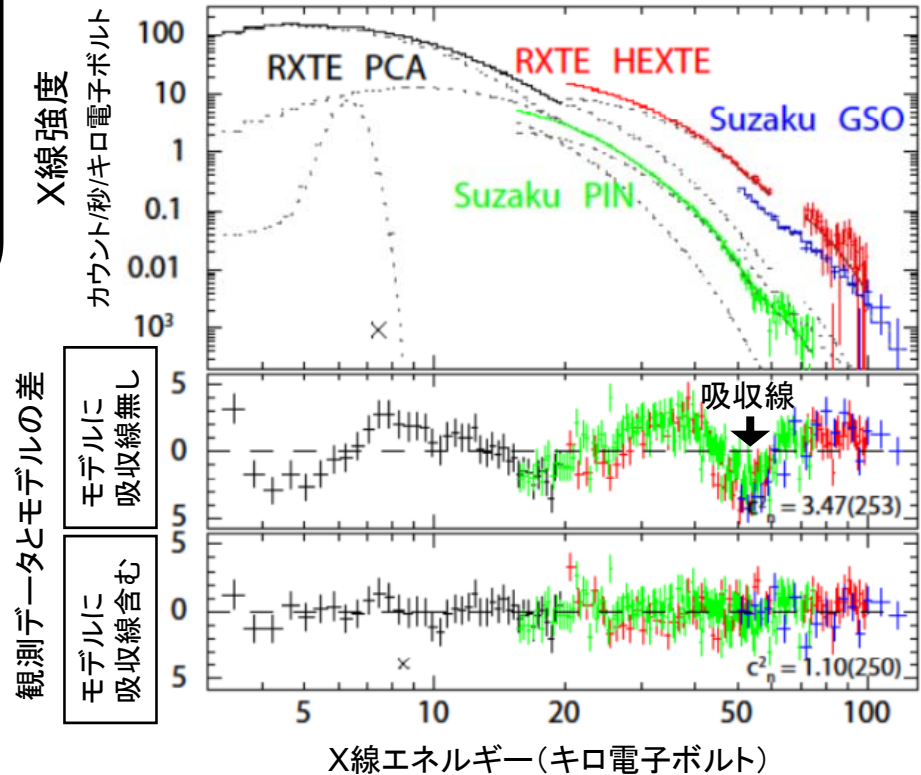 X線強度
カウント/秒/キロ電子ボルト
100
10
1
0.1
0.01
10³
RXTE PCA
RXTE HEXTE
Suzaku GSO
Suzaku PIN
観測データとモデルの差
モデルに
吸収線無し
5
0
5
吸収線
c²n = 3.47(253)
モデルに
吸収線含む
5
0
5
c²n = 1.10(250)
5 10 20 50 100
X線エネルギー(キロ電子ボルト)